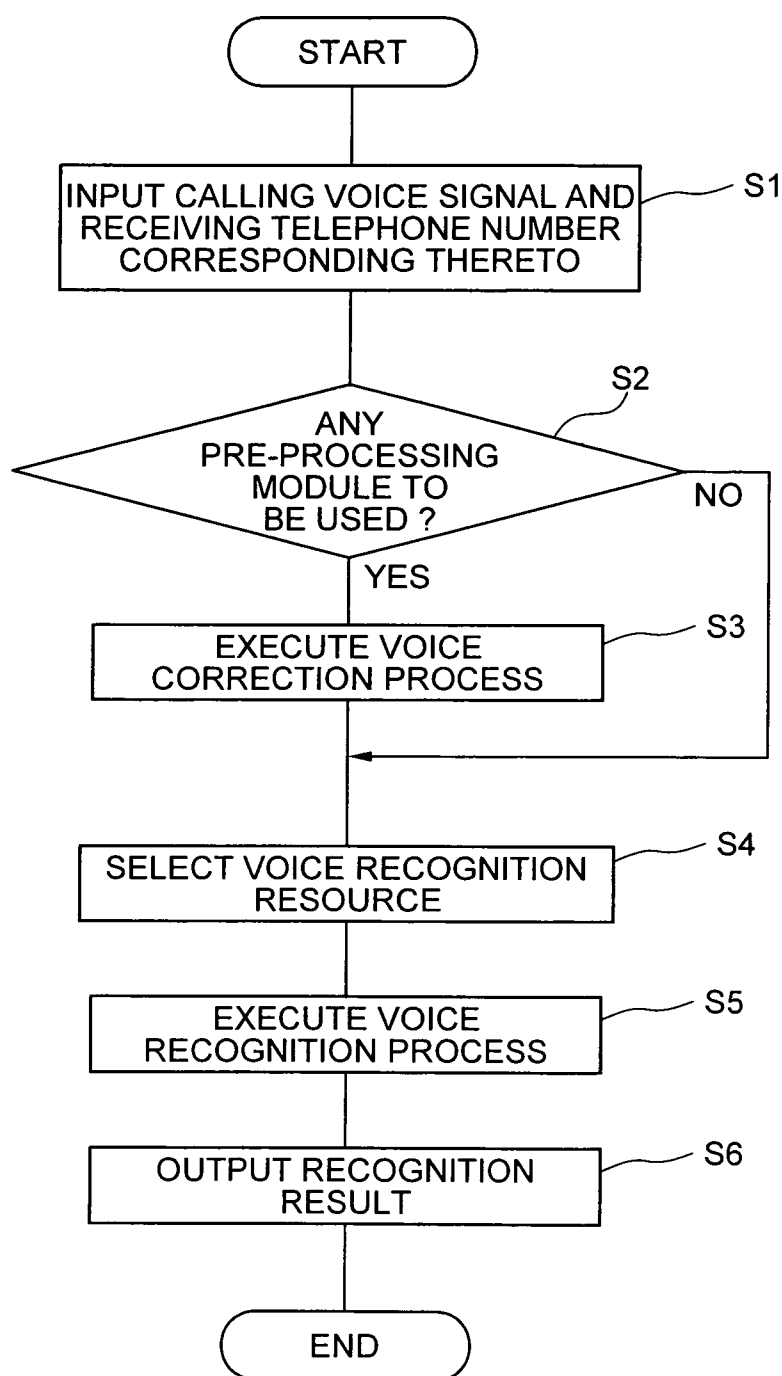 START
INPUT CALLING VOICE SIGNAL AND
RECEIVING TELEPHONE NUMBER
CORRESPONDING THERETO
S1
S2
ANY
PRE-PROCESSING
MODULE TO
BE USED ?
NO
YES
EXECUTE VOICE
CORRECTION PROCESS
S3
SELECT VOICE RECOGNITION
RESOURCE
S4
EXECUTE VOICE
RECOGNITION PROCESS
S5
OUTPUT RECOGNITION
RESULT
S6
END